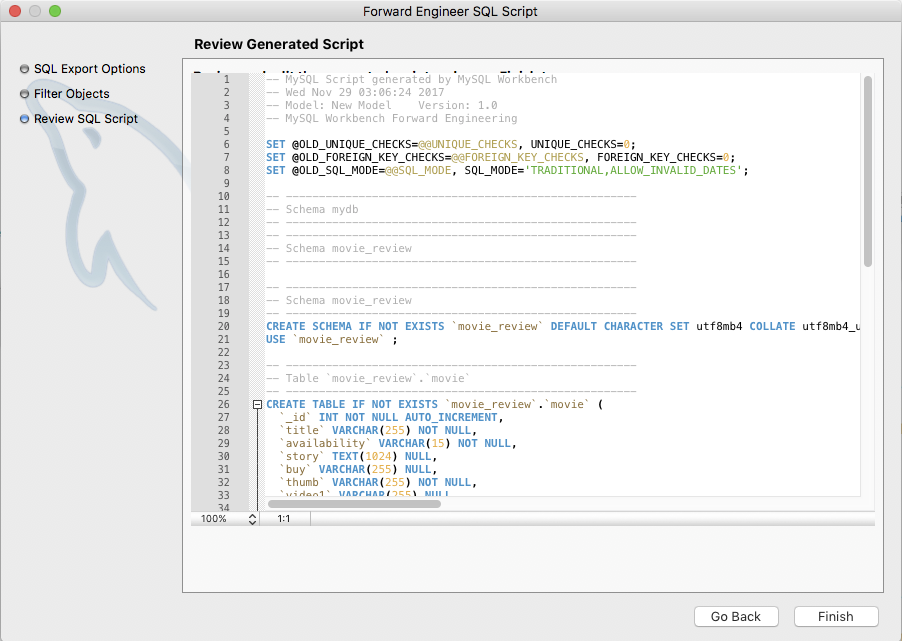 Forward Engineer SQL Script
Review Generated Script
SQL Export Options
Filter Objects
Review SQL Script
1 -- MySQL Script generated by MySQL Workbench
2 -- Wed Nov 29 03:06:24 2017
3 -- Model: New Model    Version: 1.0
4 -- MySQL Workbench Forward Engineering
5
6 SET @OLD_UNIQUE_CHECKS=@@UNIQUE_CHECKS, UNIQUE_CHECKS=0;
7 SET @OLD_FOREIGN_KEY_CHECKS=@@FOREIGN_KEY_CHECKS, FOREIGN_KEY_CHECKS=0;
8 SET @OLD_SQL_MODE=@@SQL_MODE, SQL_MODE='TRADITIONAL,ALLOW_INVALID_DATES';
9
10 -- -----------------------------------------------------
11 -- Schema mydb
12 -- -----------------------------------------------------
13 -- -----------------------------------------------------
14 -- Schema movie_review
15 -- -----------------------------------------------------
16
17 -- -----------------------------------------------------
18 -- Schema movie_review
19 -- -----------------------------------------------------
20 CREATE SCHEMA IF NOT EXISTS `movie_review` DEFAULT CHARACTER SET utf8mb4 COLLATE utf8mb4_u
21 USE `movie_review` ;
22
23 -- -----------------------------------------------------
24 -- Table `movie_review`.`movie`
25 -- -----------------------------------------------------
26 CREATE TABLE IF NOT EXISTS `movie_review`.`movie` (
27 `_id` INT NOT NULL AUTO_INCREMENT,
28 `title` VARCHAR(255) NOT NULL,
29 `availability` VARCHAR(15) NOT NULL,
30 `story` TEXT(1024) NULL,
31 `buy` VARCHAR(255) NULL,
32 `thumb` VARCHAR(255) NOT NULL,
33 `video1` VARCHAR(255) NULL
34
100% 1:1
Go Back Finish